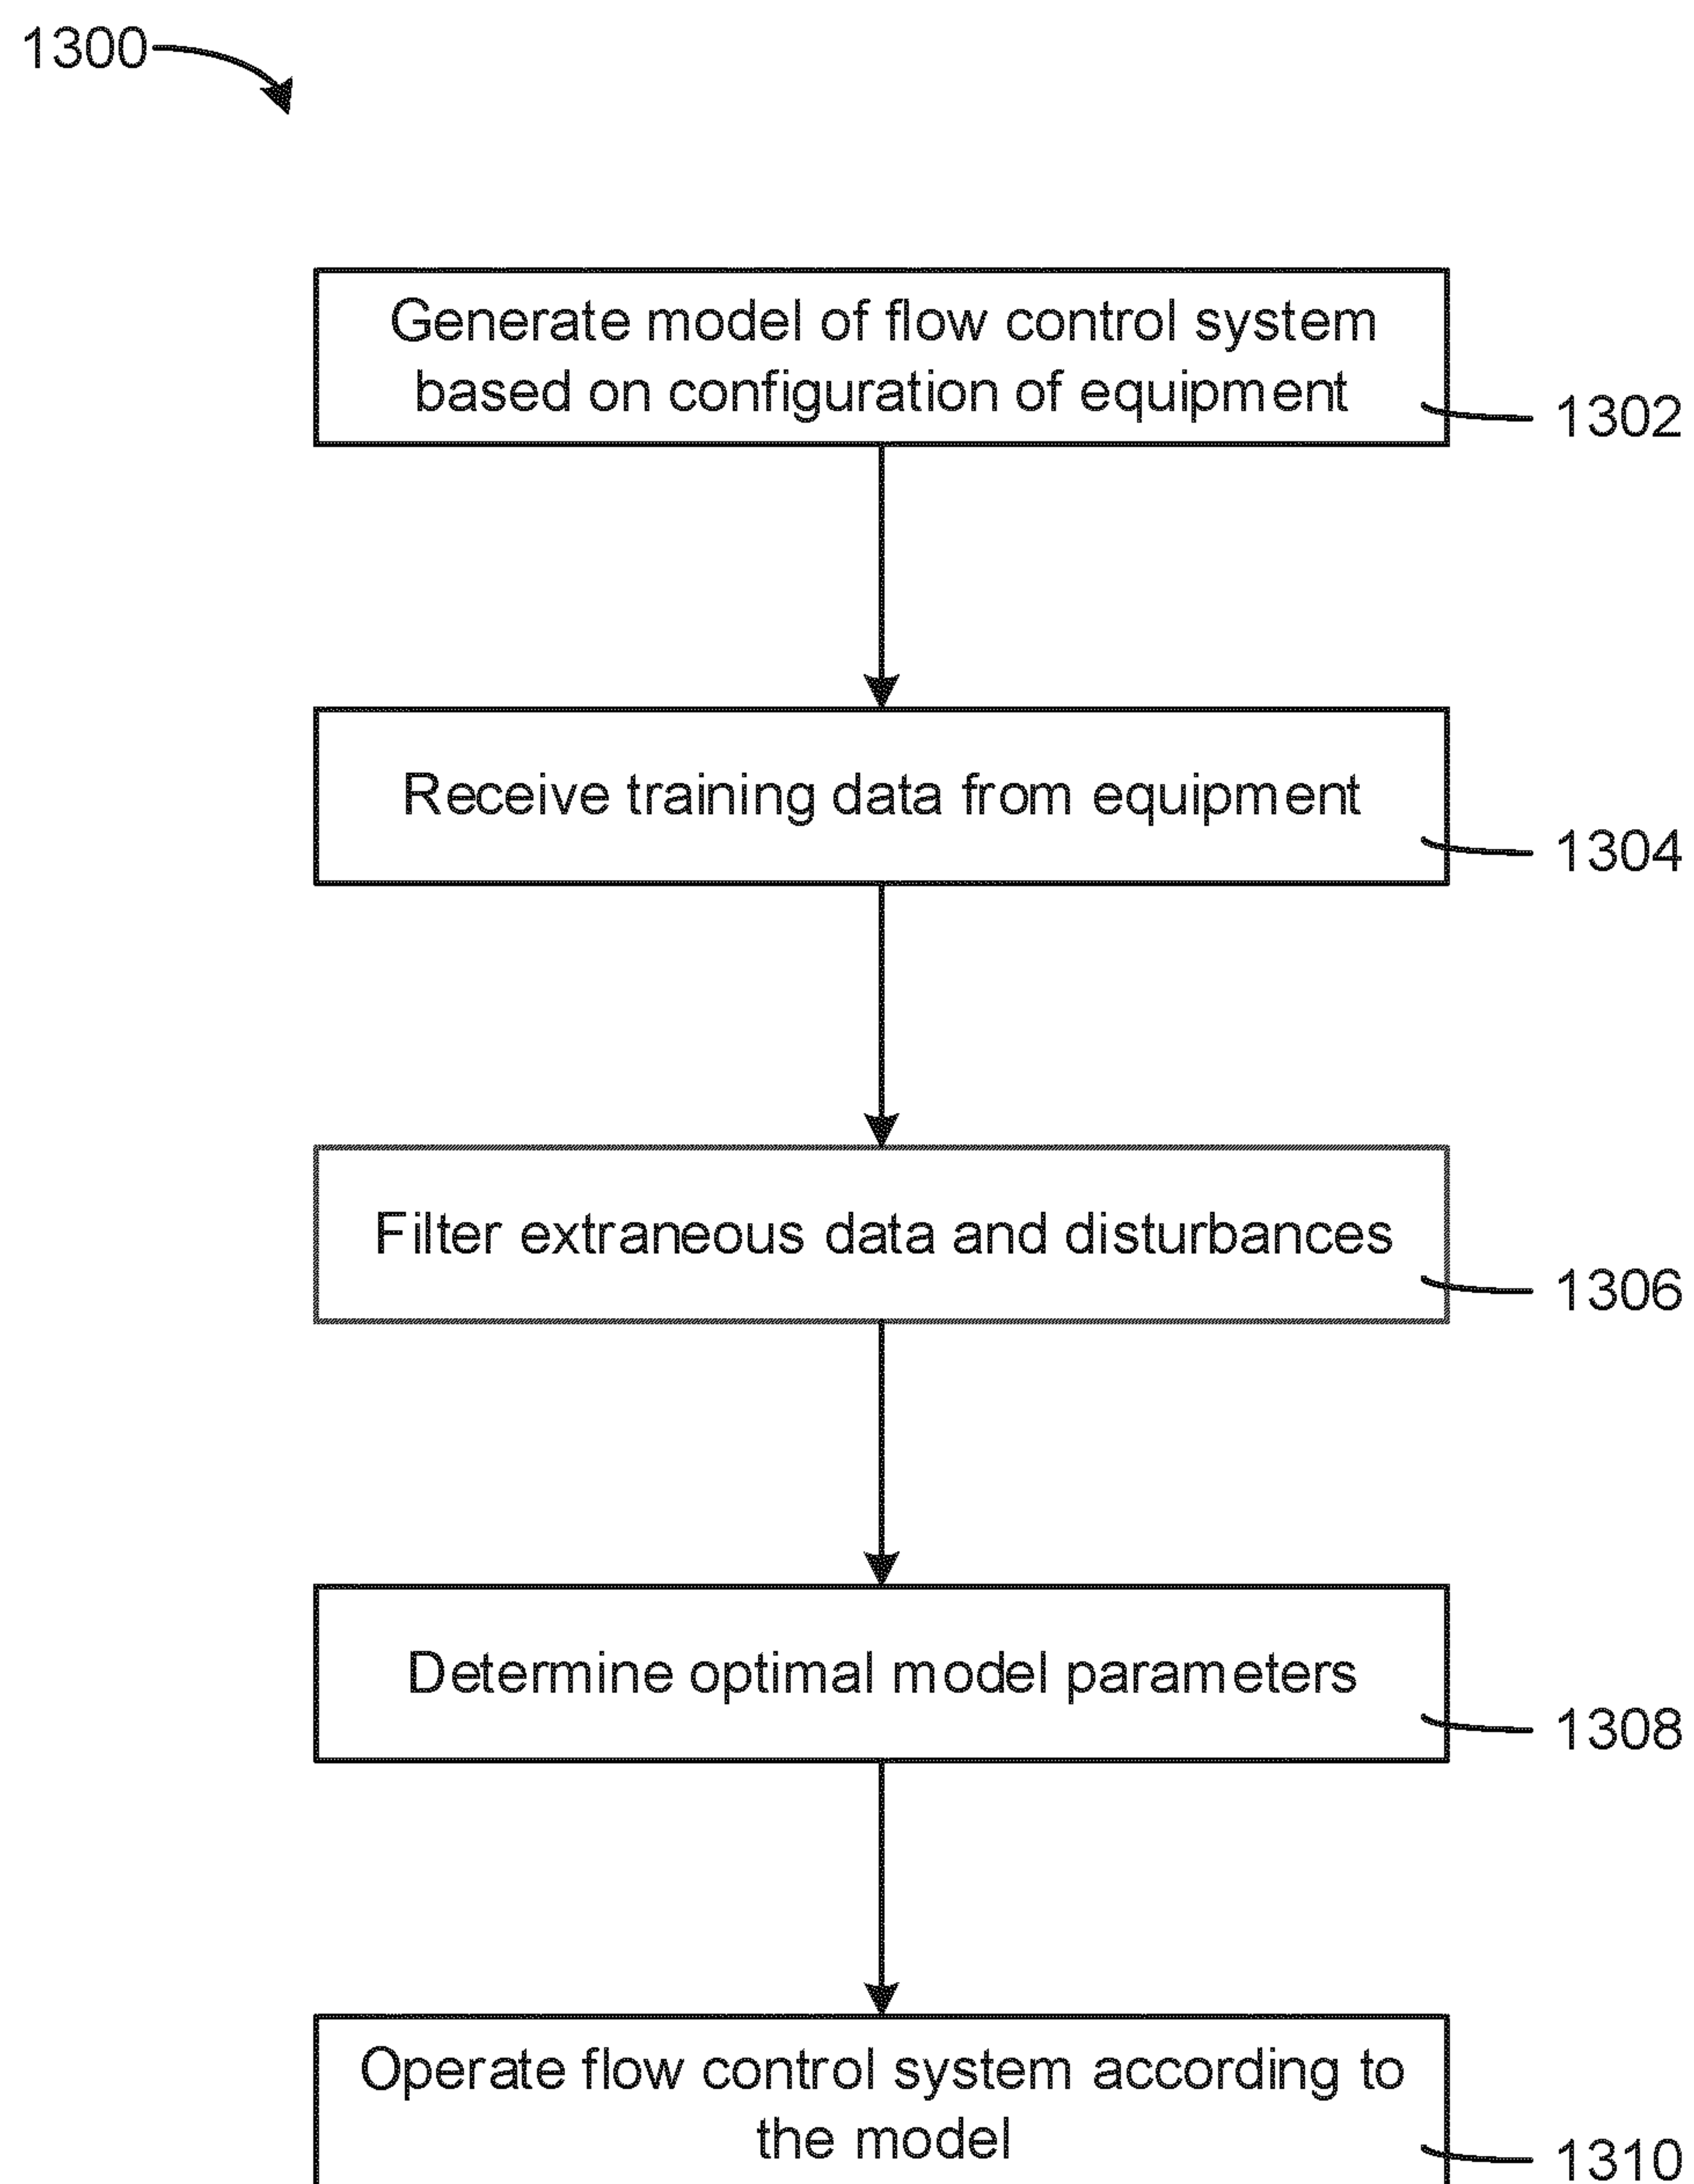 1300
Generate model of flow control system
based on configuration of equipment
1302
Receive training data from equipment
1304
Filter extraneous data and disturbances
1306
Determine optimal model parameters
1308
Operate flow control system according to
the model
1310